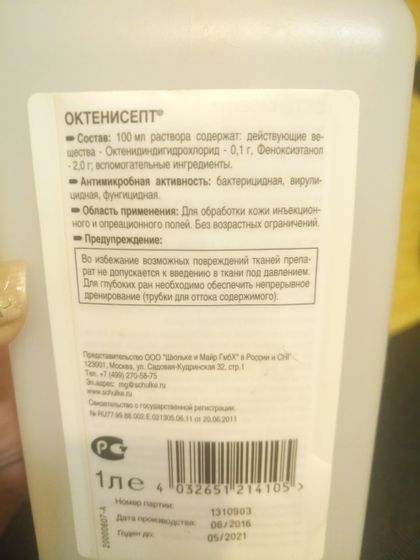 ОКТЕНИСЕПТ®
Состав: 100 мл раствора содержат: действующие ве-
щества - Октенидиндигидрохлорид - 0,1 г, Феноксиэтанол
- 2,0 г; вспомогательные ингредиенты.
Антимикробная активность: бактерицидная, вирули-
цидная, фунгицидная.
Область применения: Для обработки кожи инъекцион-
ного и опреационного полей. Без возрастных ограничений.
Предупреждение:
Во избежание возможных повреждений тканей препа-
рат не допускается к введению в ткани под давлением.
Для глубоких ран необходимо обеспечить непрерывное
дренирование (трубки для оттока содержимого).
Представительство ООО "Шюльке и Майр ГмбХ" в России и СНГ
123001, Москва, ул. Садовая-Кудринская 32, стр.1
Тел. +7 (499) 270-58-75
Эл.адрес: mg@schulke.ru
www.schulke.ru
Свидетельство о государственной регистрации:
№ RU77.99.88.002.Е.021305.06.11 от 20.06.2011
РС
1л е
4 032651 214105 >
Номер партии: 1310903
Дата производства: 06/2016
Годен до: 05/2021
20000607-A